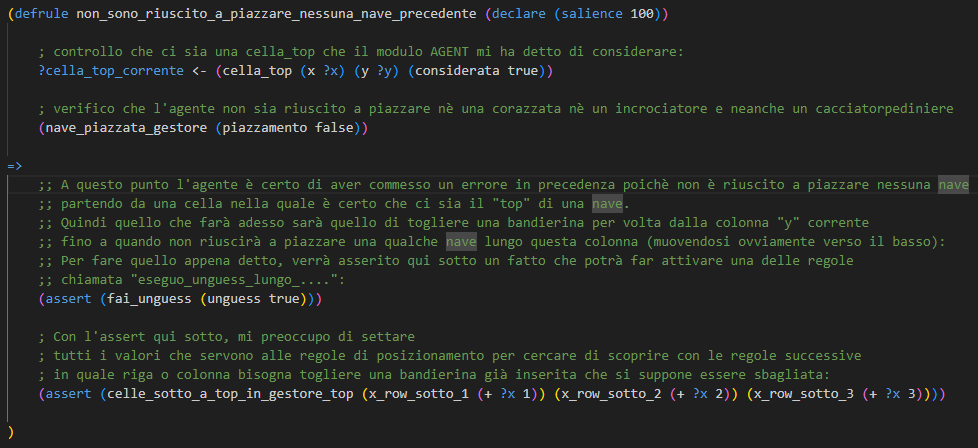 (defrule non_sono_riuscito_a_piazzare_nessuna_nave_precedente (declare (salience 100))
; controllo che ci sia una cella_top che il modulo AGENT mi ha detto di considerare:
?cella_top_corrente <- (cella_top (x ?x) (y ?y) (considerata true))
; verifico che l'agente non sia riuscito a piazzare nè una corazzata nè un incrociatore e neanche un cacciatorpediniere
(nave_piazzata_gestore (piazzamento false))
=>
;; A questo punto l'agente è certo di aver commesso un errore in precedenza poichè non è riuscito a piazzare nessuna nave
;; partendo da una cella nella quale è certo che ci sia il "top" di una nave.
;; Quindi quello che farà adesso sarà quello di togliere una bandierina per volta dalla colonna "y" corrente
;; fino a quando non riuscirà a piazzare una qualche nave lungo questa colonna (muovendosi ovviamente verso il basso):
;; Per fare quello appena detto, verrà asserito qui sotto un fatto che potrà far attivare una delle regole
;; chiamata "eseguo_unguess_lungo_....":
(assert (fai_unguess (unguess true)))
; Con l'assert qui sotto, mi preoccupo di settare
; tutti i valori che servono alle regole di posizionamento per cercare di scoprire con le regole successive
; in quale riga o colonna bisogna togliere una bandierina già inserita che si suppone essere sbagliata:
(assert (celle_sotto_a_top_in_gestore_top (x_row_sotto_1 (+ ?x 1)) (x_row_sotto_2 (+ ?x 2)) (x_row_sotto_3 (+ ?x 3))))
)